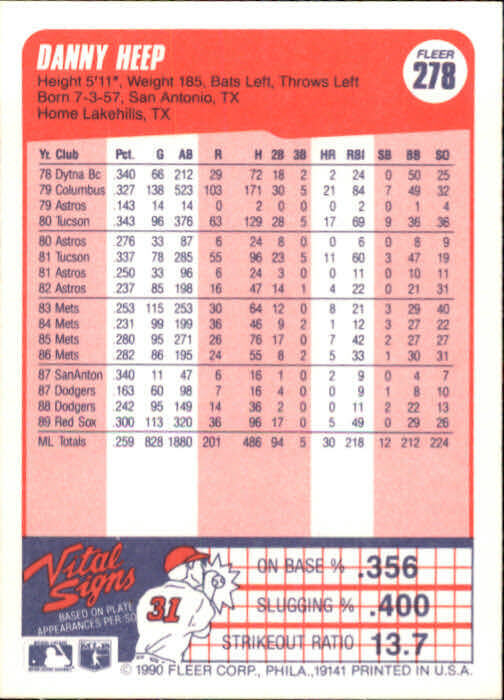 DANNY HEEP
FLEER
278
Height 5'11", Weight 185, Bats Left, Throws Left
Born 7-3-57, San Antonio, TX
Home Lakehills, TX
Yr. Club Pct. G AB R H 2B 3B HR RBI SB BB SO
78 Dytna Bc .340 66 212 29 72 18 2 2 24 0 50 25
79 Columbus .327 138 523 103 171 30 5 21 84 7 49 32
79 Astros .143 14 14 0 2 0 0 0 2 0 1 4
80 Tucson .343 96 376 63 129 28 5 17 69 9 36 36
80 Astros .276 33 87 6 24 8 0 0 6 0 8 9
81 Tucson .337 78 285 55 96 23 5 11 60 3 47 19
81 Astros .250 33 96 6 24 3 0 0 11 0 10 11
82 Astros .237 85 198 16 47 14 1 4 22 0 21 31
83 Mets .253 115 253 30 64 12 0 8 21 3 29 40
84 Mets .231 99 199 36 46 9 2 1 12 3 27 22
85 Mets .280 95 271 26 76 17 0 7 42 2 27 27
86 Mets .282 86 195 24 55 8 2 5 33 1 30 31
87 SanAnton .340 11 47 6 16 1 0 2 9 0 4 7
87 Dodgers .163 60 98 7 16 4 0 0 9 1 8 10
88 Dodgers .242 95 149 14 36 2 0 0 11 2 22 13
89 Red Sox .300 113 320 36 96 17 0 5 49 0 29 26
ML Totals .259 828 1880 201 486 94 5 30 218 12 212 224
Vital
Signs
BASED ON PLATE
APPEARANCES PER 50
31
ON BASE % .356
SLUGGING % .400
STRIKEOUT RATIO 13.7
© 1990 FLEER CORP., PHILA., 19141 PRINTED IN U.S.A.